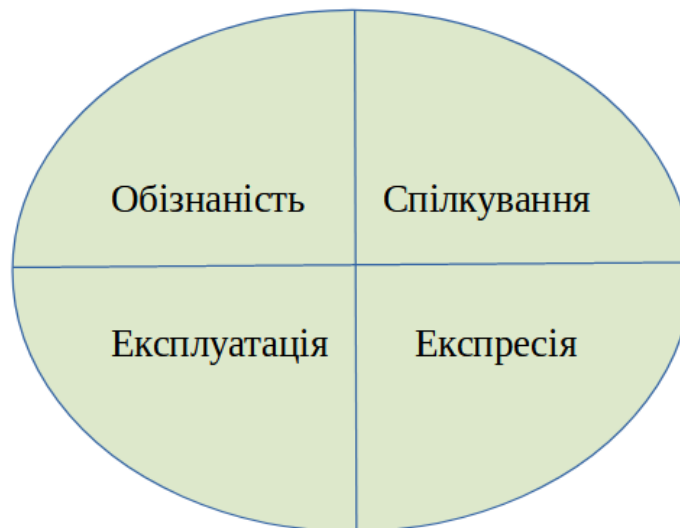 Обізнаність
Спілкування
Експлуатація
Експресія